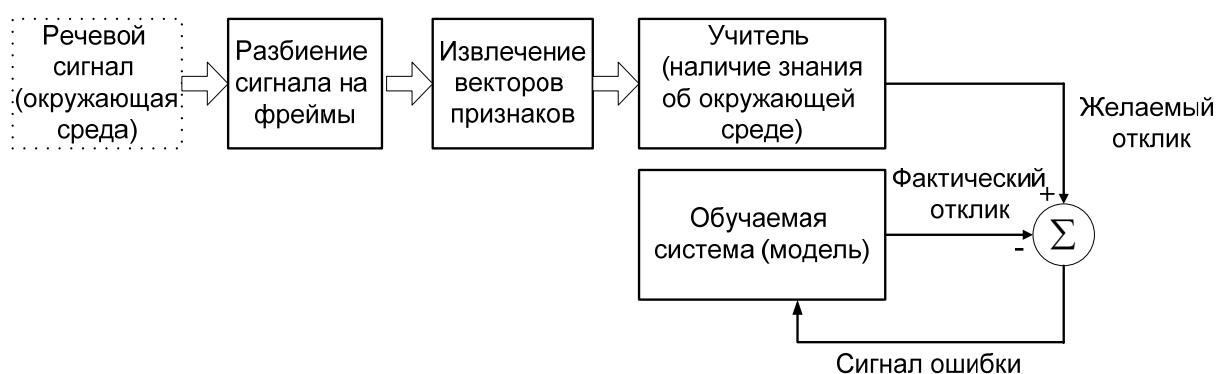 Речевой
сигнал
(окружающая
среда)
Разбиение
сигнала на
фреймы
Извлечение
векторов
признаков
Учитель
(наличие знания
об окружающей
среде)
Желаемый
отклик
Обучаемая
система (модель)
Фактический
отклик
+
-
Σ
Сигнал ошибки